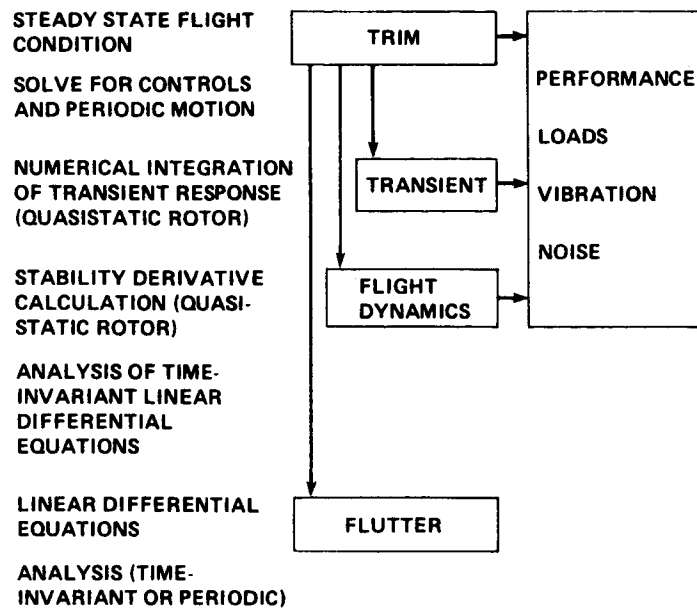 STEADY STATE FLIGHT
CONDITION
TRIM
SOLVE FOR CONTROLS
AND PERIODIC MOTION
PERFORMANCE
LOADS
VIBRATION
NOISE
NUMERICAL INTEGRATION
OF TRANSIENT RESPONSE
(QUASISTATIC ROTOR)
TRANSIENT
STABILITY DERIVATIVE
CALCULATION (QUASI-
STATIC ROTOR)
FLIGHT
DYNAMICS
ANALYSIS OF TIME-
INVARIANT LINEAR
DIFFERENTIAL
EQUATIONS
LINEAR DIFFERENTIAL
EQUATIONS
FLUTTER
ANALYSIS (TIME-
INVARIANT OR PERIODIC)